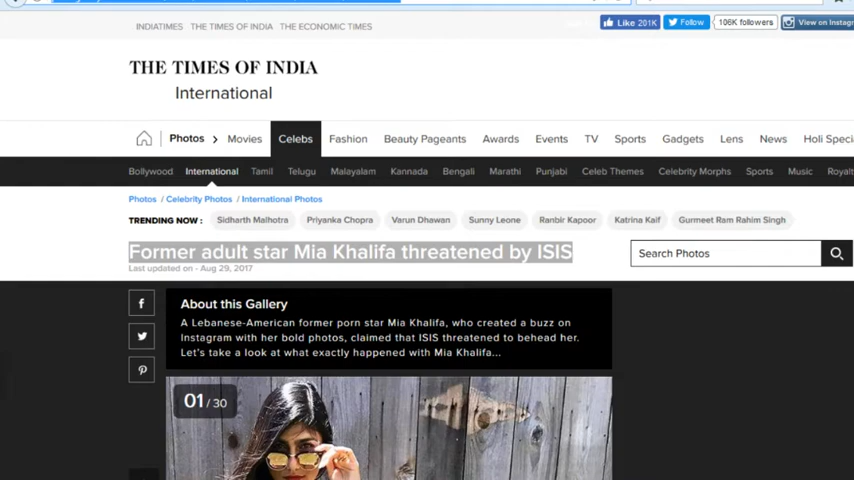 INDIATIMES THE TIMES OF INDIA THE ECONOMIC TIMES
Like 201K Follow 106K followers View on Instag
THE TIMES OF INDIA
International
Photos > Movies Celebs Fashion Beauty Pageants Awards Events TV Sports Gadgets Lens News Holi Speci
Bollywood International Tamil Telugu Malayalam Kannada Bengali Marathi Punjabi Celeb Themes Celebrity Morphs Sports Music Royalt
Photos / Celebrity Photos / International Photos
TRENDING NOW : Sidharth Malhotra Priyanka Chopra Varun Dhawan Sunny Leone Ranbir Kapoor Katrina Kaif Gurmeet Ram Rahim Singh
Former adult star Mia Khalifa threatened by ISIS
Search Photos
Last updated on - Aug 29, 2017
About this Gallery
A Lebanese-American former porn star Mia Khalifa, who created a buzz on
Instagram with her bold photos, claimed that ISIS threatened to behead her.
Let's take a look at what exactly happened with Mia Khalifa...
01 / 30